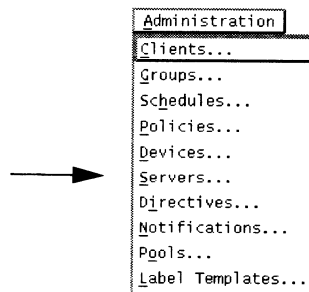 Administration
Clients...
Groups...
Schedules...
Policies...
Devices...
Servers...
Directives...
Notifications...
Pools...
Label Templates...